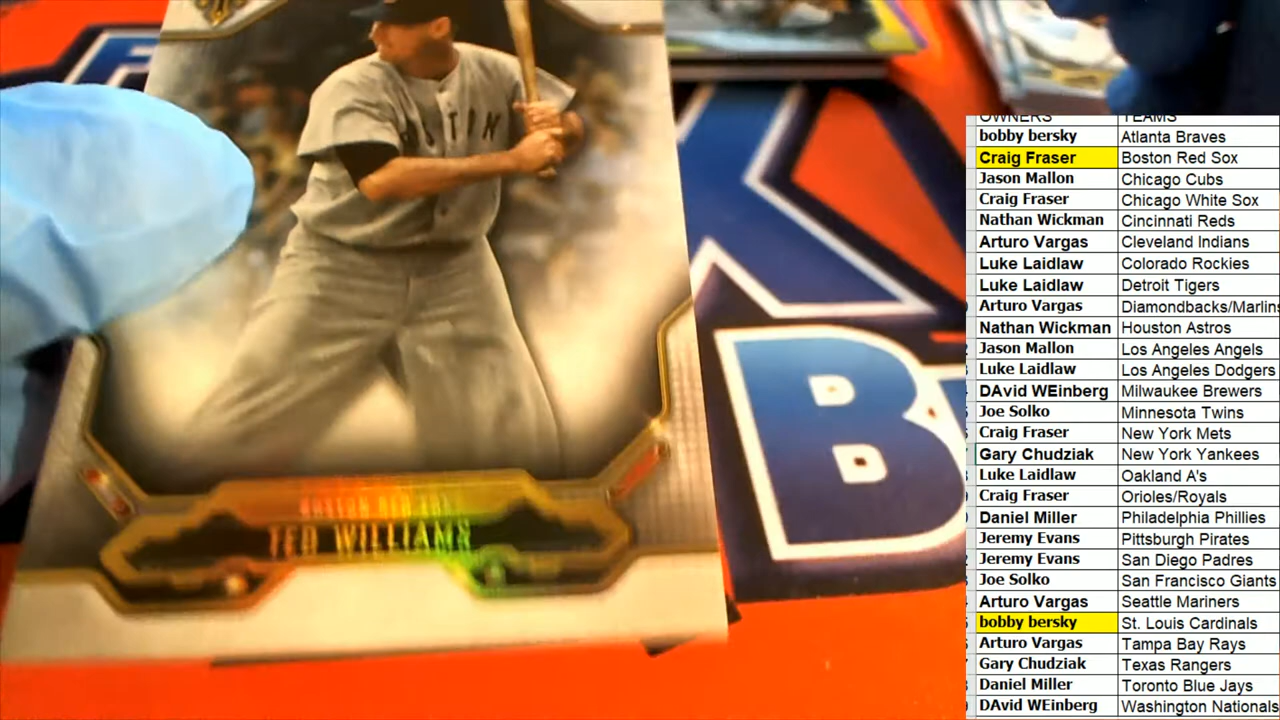 OSTON
BOSTON RED SOX
TED WILLIAMS
B
OWNERS TEAMS
bobby bersky Atlanta Braves
Craig Fraser Boston Red Sox
Jason Mallon Chicago Cubs
Craig Fraser Chicago White Sox
Nathan Wickman Cincinnati Reds
Arturo Vargas Cleveland Indians
Luke Laidlaw Colorado Rockies
Luke Laidlaw Detroit Tigers
Arturo Vargas Diamondbacks/Marlins
Nathan Wickman Houston Astros
Jason Mallon Los Angeles Angels
Luke Laidlaw Los Angeles Dodgers
DAvid WEinberg Milwaukee Brewers
Joe Solko Minnesota Twins
Craig Fraser New York Mets
Gary Chudziak New York Yankees
Luke Laidlaw Oakland A's
Craig Fraser Orioles/Royals
Daniel Miller Philadelphia Phillies
Jeremy Evans Pittsburgh Pirates
Jeremy Evans San Diego Padres
Joe Solko San Francisco Giants
Arturo Vargas Seattle Mariners
bobby bersky St. Louis Cardinals
Arturo Vargas Tampa Bay Rays
Gary Chudziak Texas Rangers
Daniel Miller Toronto Blue Jays
DAvid WEinberg Washington Nationals